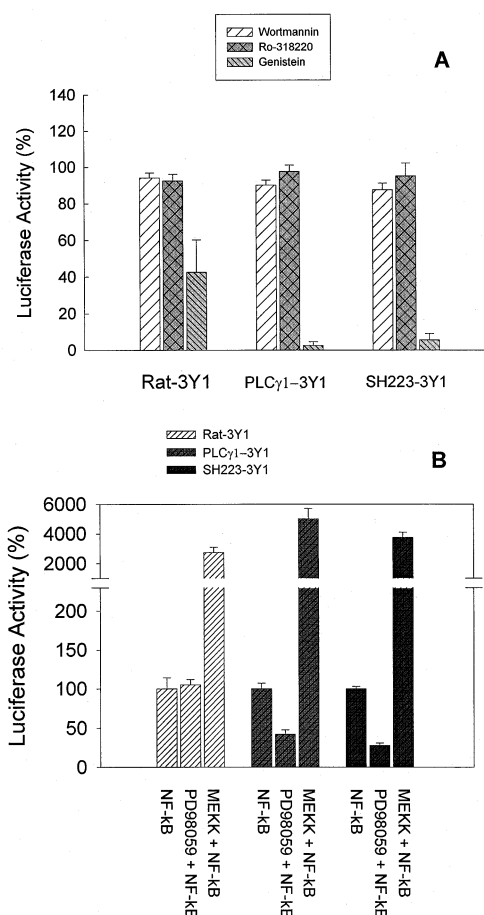 Wortmannin
Ro-318220
Genistein
A
Luciferase Activity (%)
140
120
100
80
60
40
20
0
Rat-3Y1
PLCγ1-3Y1
SH223-3Y1
Rat-3Y1
PLCγ1-3Y1
SH223-3Y1
B
Luciferase Activity (%)
6000
4000
2000
200
150
100
50
0
NF-kB
PD98059 + NF-kB
MEKK + NF-kB
NF-kB
PD98059 + NF-kB
MEKK + NF-kB
NF-kB
PD98059 + NF-kB
MEKK + NF-kB